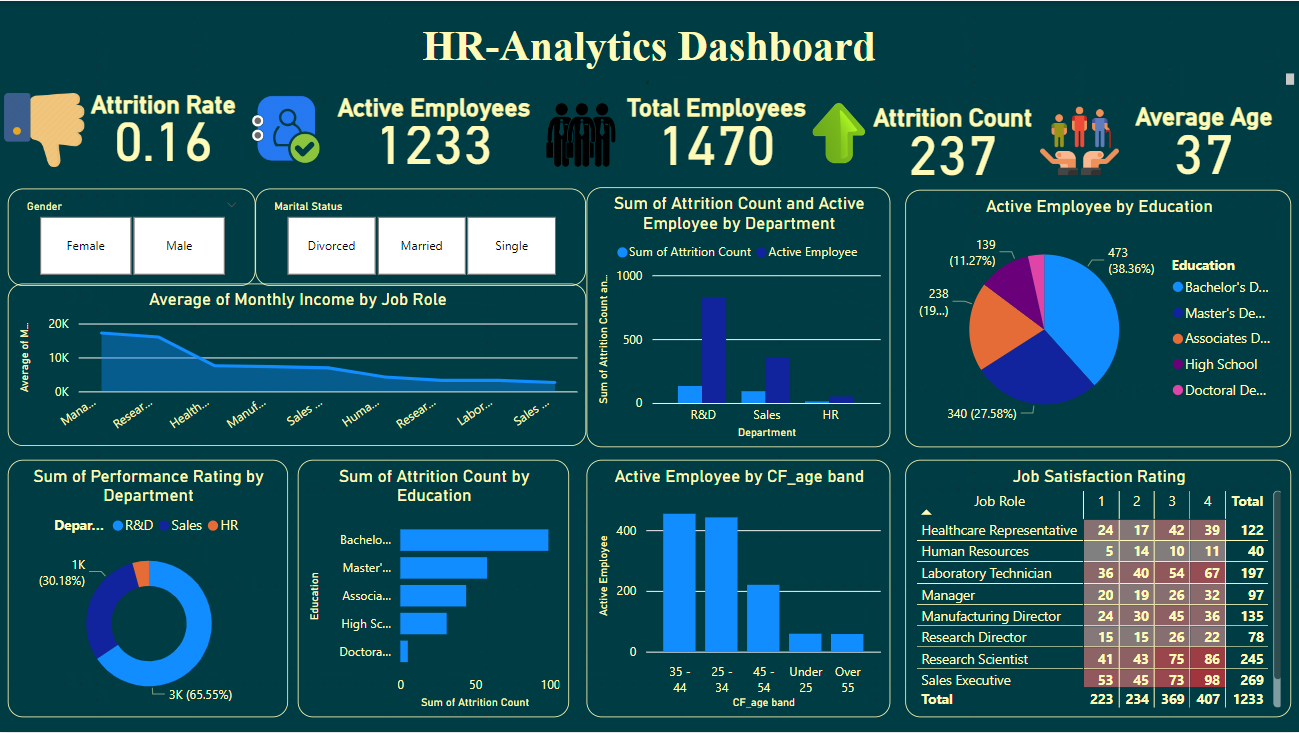 HR-Analytics Dashboard
Attrition Rate
0.16
Active Employees
1233
Total Employees
1470
Attrition Count
237
Average Age
37
Gender
Female
Male
Marital Status
Divorced
Married
Single
Average of Monthly Income by Job Role
Average of M...
20K
10K
0K
Mana...
Resear...
Health...
Manuf...
Sales ...
Huma...
Resear...
Labor...
Sales ...
Sum of Attrition Count and Active
Employee by Department
Sum of Attrition Count
Active Employee
Sum of Attrition Count an...
1000
500
0
R&D
Sales
HR
Department
Active Employee by Education
473
(38.36%)
340 (27.58%)
238
(19...)
139
(11.27%)
Education
Bachelor's D...
Master's De...
Associates D...
High School
Doctoral De...
Sum of Performance Rating by
Department
Depar...
R&D
Sales
HR
1K
(30.18%)
3K (65.55%)
Sum of Attrition Count by
Education
Education
Bachelo...
Master'...
Associa...
High Sc...
Doctora...
0
50
100
Sum of Attrition Count
Active Employee by CF_age band
Active Employee
400
200
0
35 -
44
25 -
34
45 -
54
Under
25
Over
55
CF_age band
Job Satisfaction Rating
Job Role 1 2 3 4 Total
Healthcare Representative 24 17 42 39 122
Human Resources 5 14 10 11 40
Laboratory Technician 36 40 54 67 197
Manager 20 19 26 32 97
Manufacturing Director 24 30 45 36 135
Research Director 15 15 26 22 78
Research Scientist 41 43 75 86 245
Sales Executive 53 45 73 98 269
Total 223 234 369 407 1233